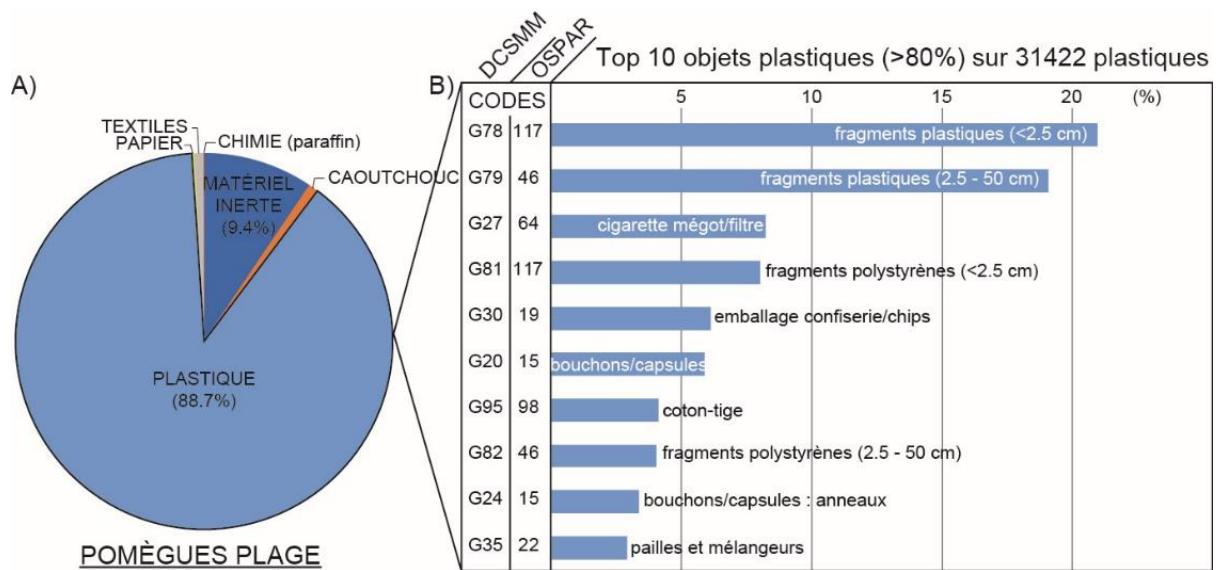 A)
TEXTILES
PAPIER
CHIMIE (paraffin)
CAOUTCHOUC
MATÉRIEL
INERTE
(9.4%)
PLASTIQUE
(88.7%)
POMÈGUES PLAGE
B)
DCSMM
OSPAR
Top 10 objets plastiques (>80%) sur 31422 plastiques
CODES
5 10 15 20 (%)
G78 117 fragments plastiques (<2.5 cm)
G79 46 fragments plastiques (2.5 - 50 cm)
G27 64 cigarette mégot/filtre
G81 117 fragments polystyrènes (<2.5 cm)
G30 19 emballage confiserie/chips
G20 15 bouchons/capsules
G95 98 coton-tige
G82 46 fragments polystyrènes (2.5 - 50 cm)
G24 15 bouchons/capsules : anneaux
G35 22 pailles et mélangeurs